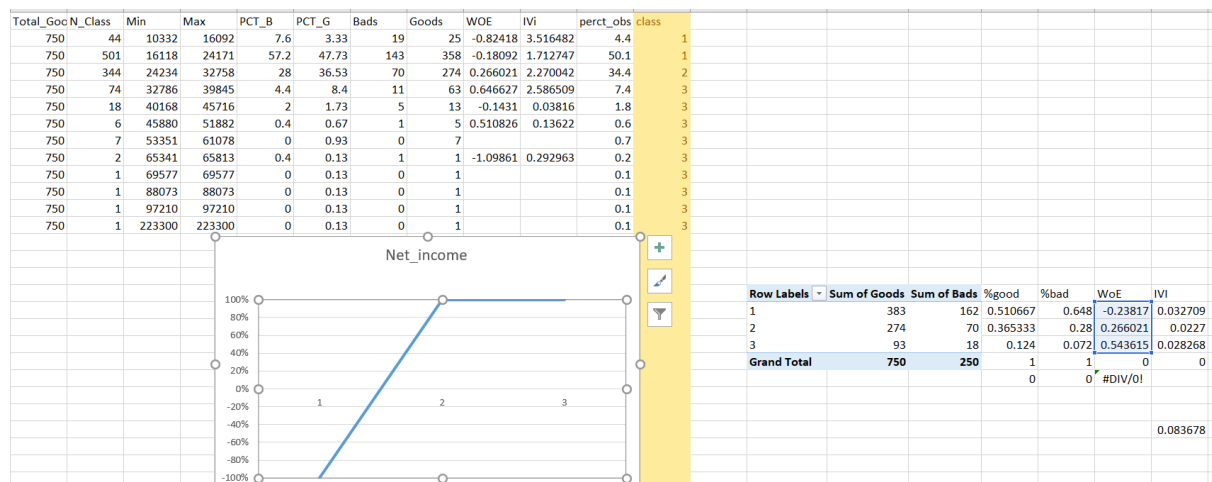 Total_Goo N_Class Min Max PCT_B PCT_G Bads Goods WOE IVi perct_obs class
750 44 10332 16092 7.6 3.33 19 25 -0.82418 3.516482 4.4 1
750 501 16118 24171 57.2 47.73 143 358 -0.18092 1.712747 50.1 1
750 344 24234 32758 28 36.53 70 274 0.266021 2.270042 34.4 2
750 74 32786 39845 4.4 8.4 11 63 0.646627 2.586509 7.4 3
750 18 40168 45716 2 1.73 5 13 -0.1431 0.03816 1.8 3
750 6 45880 51882 0.4 0.67 1 5 0.510826 0.13622 0.6 3
750 7 53351 61078 0 0.93 0 7 0.7 3
750 2 65341 65813 0.4 0.13 1 1 -1.09861 0.292963 0.2 3
750 1 69577 69577 0 0.13 0 1 0.1 3
750 1 88073 88073 0 0.13 0 1 0.1 3
750 1 97210 97210 0 0.13 0 1 0.1 3
750 1 223300 223300 0 0.13 0 1 0.1 3
Net_income
100%
80%
60%
40%
20%
0%
-20%
-40%
-60%
-80%
-100%
1 2 3
Row Labels Sum of Goods Sum of Bads %good %bad WoE IVI
1 383 162 0.510667 0.648 -0.23817 0.032709
2 274 70 0.365333 0.28 0.266021 0.0227
3 93 18 0.124 0.072 0.543615 0.028268
Grand Total 750 250 1 1 0 0
0 0 #DIV/0!
0.083678